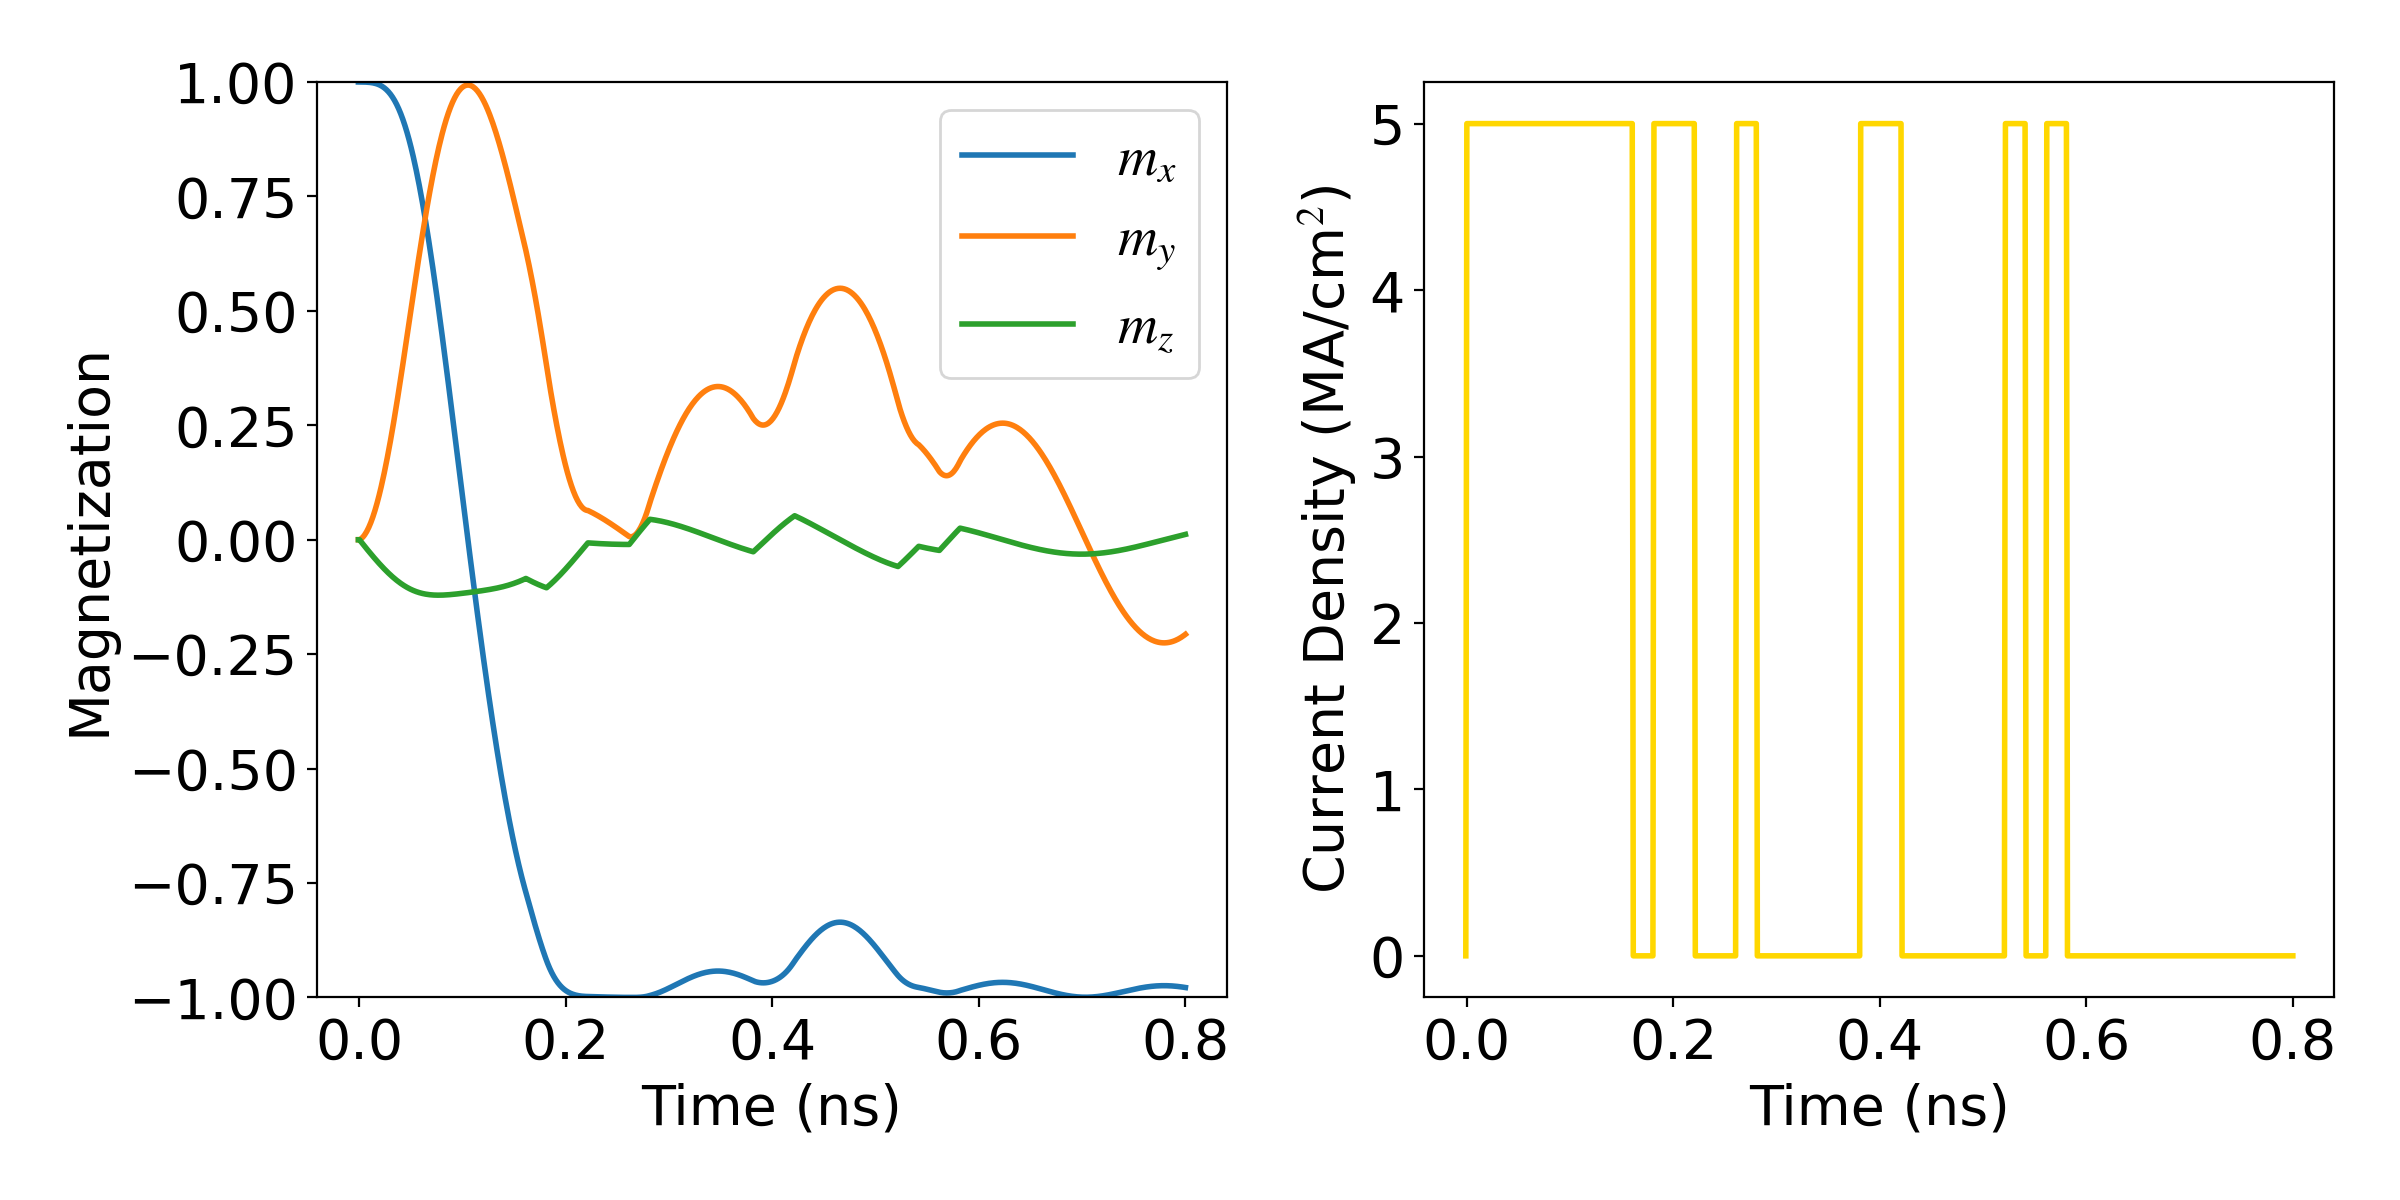 1.00
0.75
0.50
0.25
0.00
−0.25
−0.50
−0.75
−1.00
Magnetization
0.0 0.2 0.4 0.6 0.8
Time (ns)
m_x
m_y
m_z
5
4
3
2
1
0
Current Density (MA/cm²)
0.0 0.2 0.4 0.6 0.8
Time (ns)